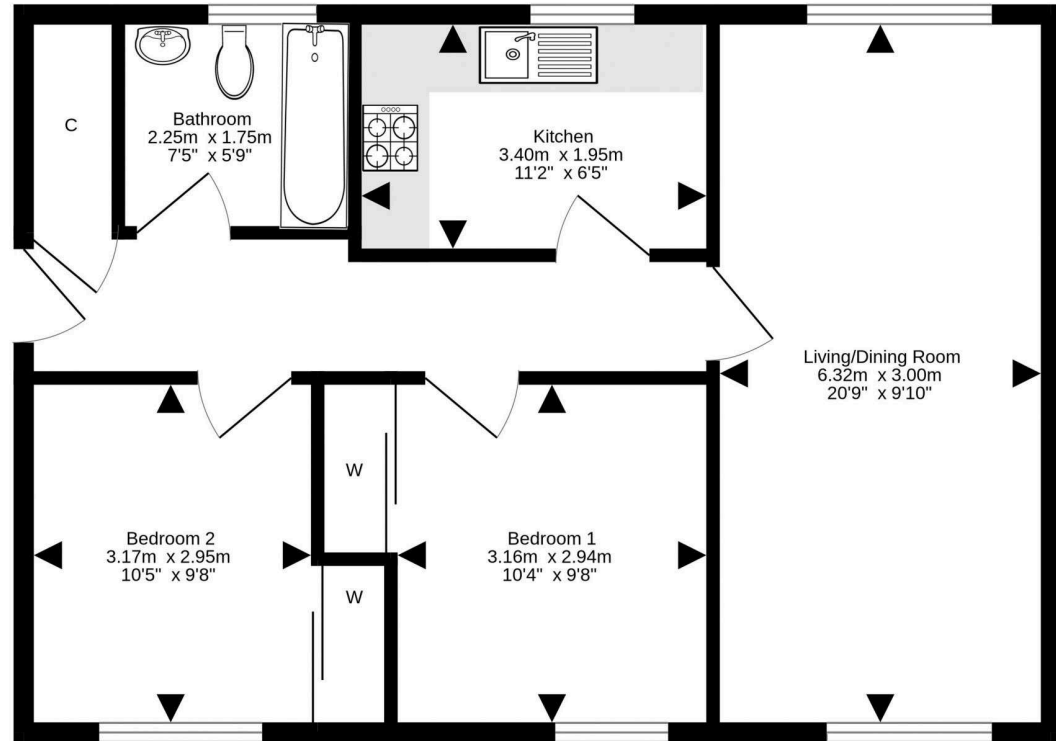 C
Bathroom
2.25m x 1.75m
7'5" x 5'9"
Kitchen
3.40m x 1.95m
11'2" x 6'5"
Living/Dining Room
6.32m x 3.00m
20'9" x 9'10"
W
Bedroom 2
3.17m x 2.95m
10'5" x 9'8"
W
Bedroom 1
3.16m x 2.94m
10'4" x 9'8"